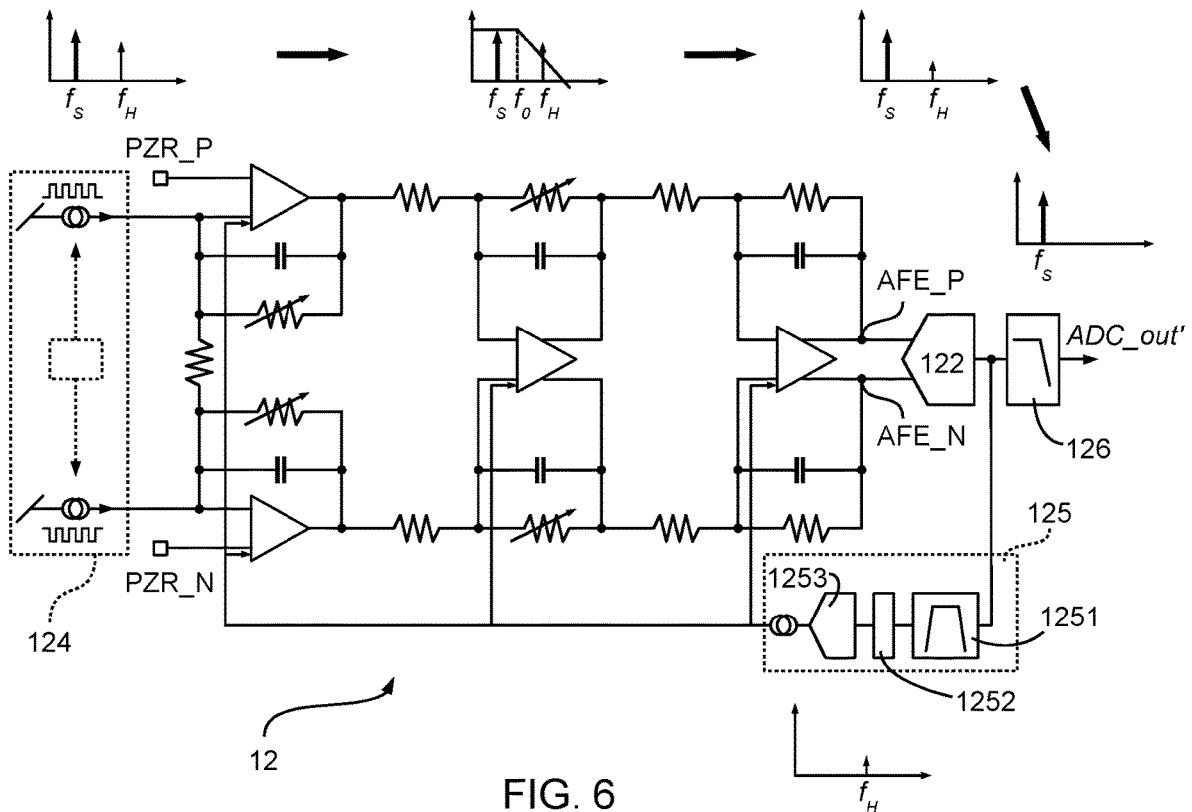 f_S f_H
f_S f_0 f_H
f_S f_H
PZR_P
f_S
AFE_P
122
ADC_out'
AFE_N
126
125
PZR_N
1253
1251
124
1252
12
f_H
FIG. 6